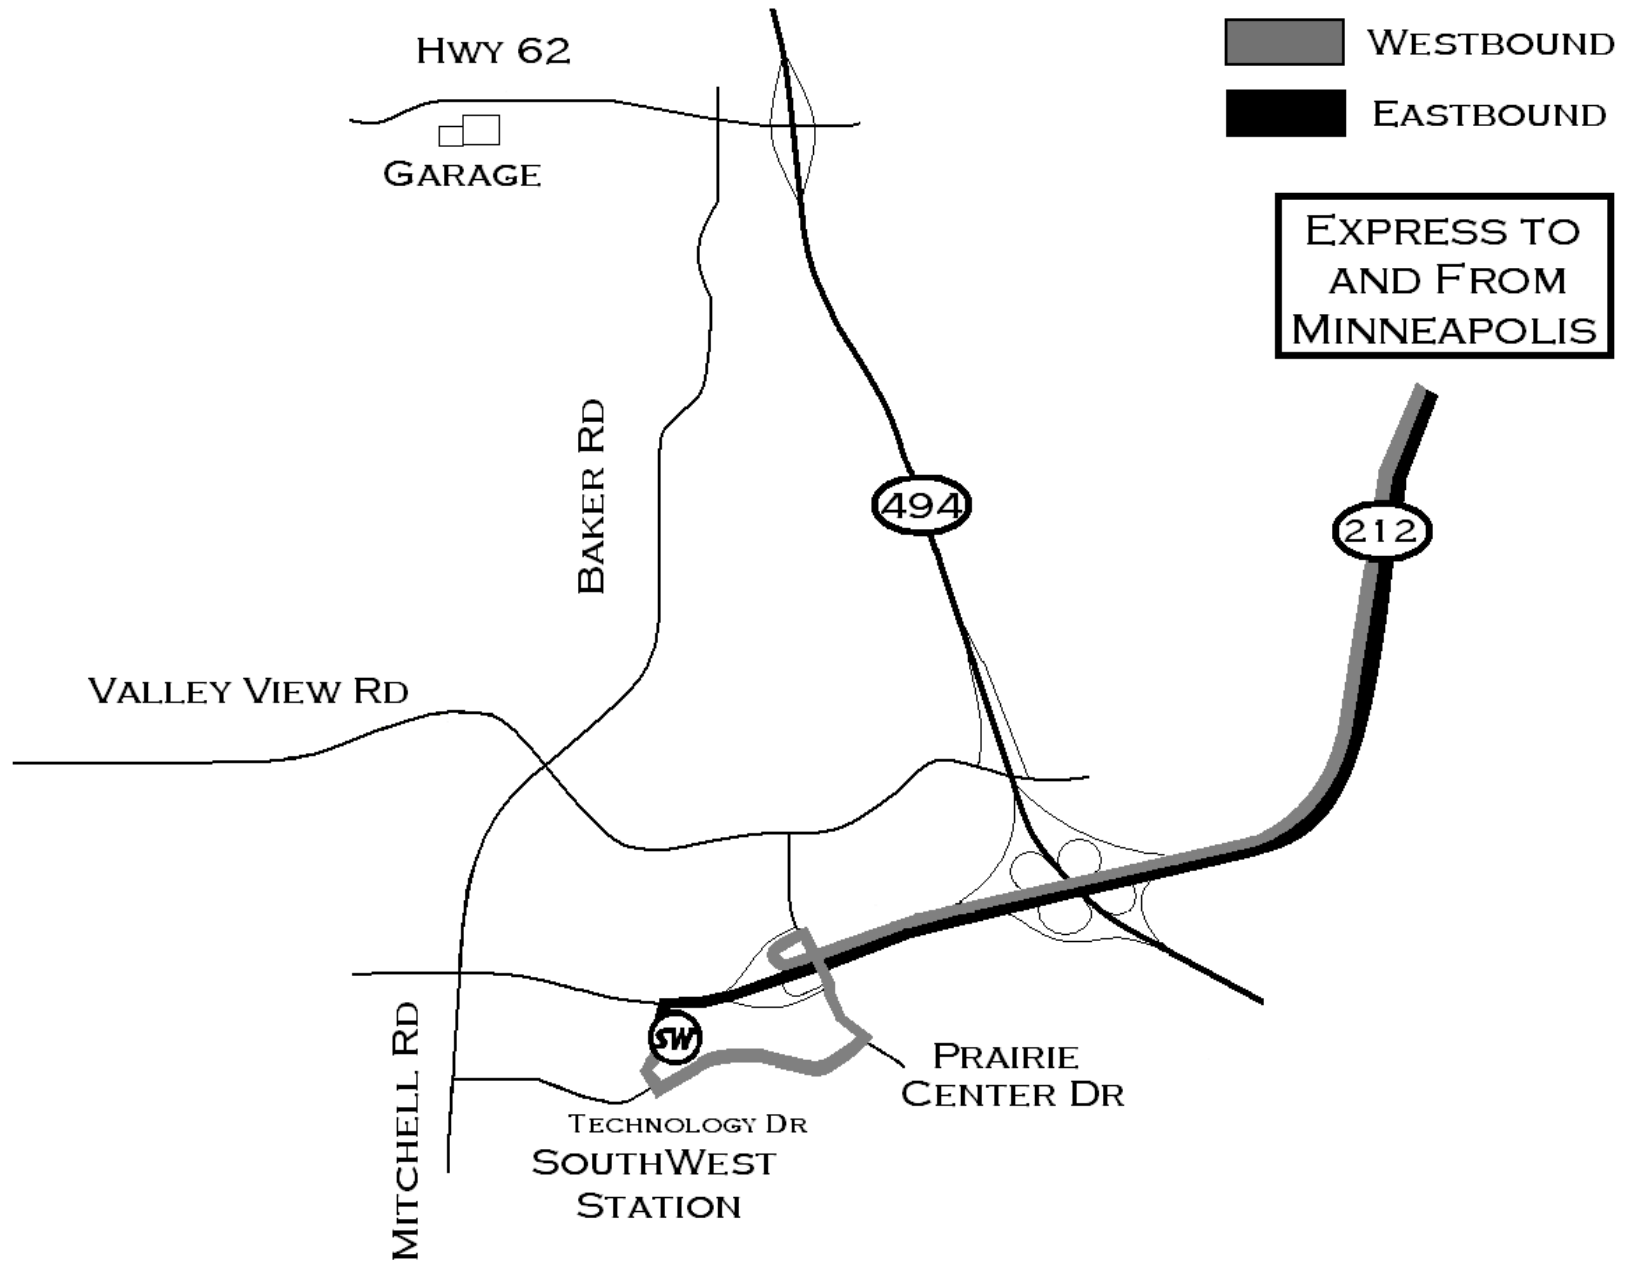 HWY 62
WESTBOUND
EASTBOUND
GARAGE
EXPRESS TO
AND FROM
MINNEAPOLIS
BAKER RD
494
212
VALLEY VIEW RD
MITCHELL RD
SW
PRAIRIE
CENTER DR
TECHNOLOGY DR
SOUTHWEST
STATION